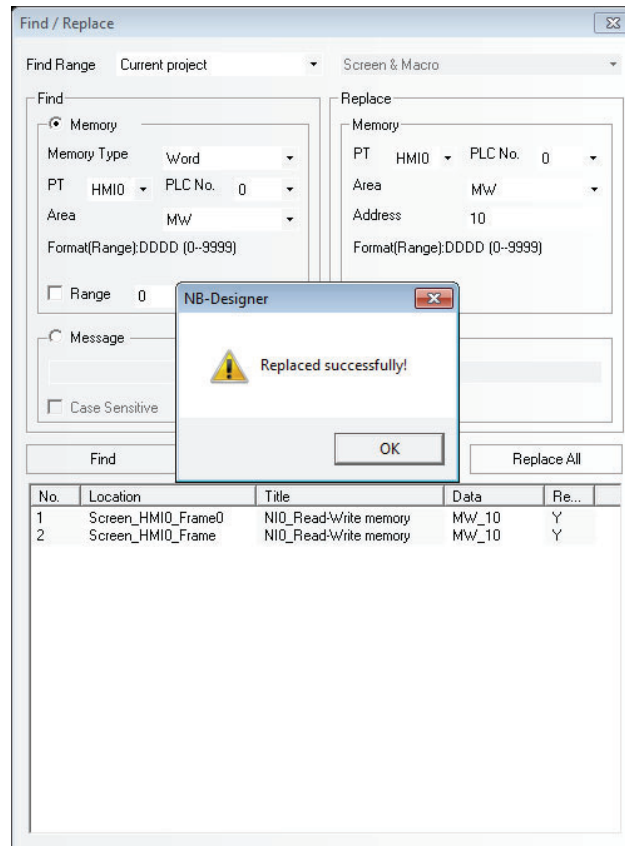 Find / Replace
Find Range Current project Screen & Macro
Find Replace
Memory Memory
Memory Type Word PT HMI0 PLC No. 0
PT HMI0 PLC No. 0 Area MW
Area MW Address 10
Format(Range):DDDD (0--9999) Format(Range):DDDD (0--9999)
Range 0 NB-Designer
Message
Replaced successfully!
Case Sensitive
OK
Find Replace All
No. Location Title Data Re...
1 Screen_HMI0_Frame0 NI0_Read-Write memory MW_10 Y
2 Screen_HMI0_Frame NI0_Read-Write memory MW_10 Y